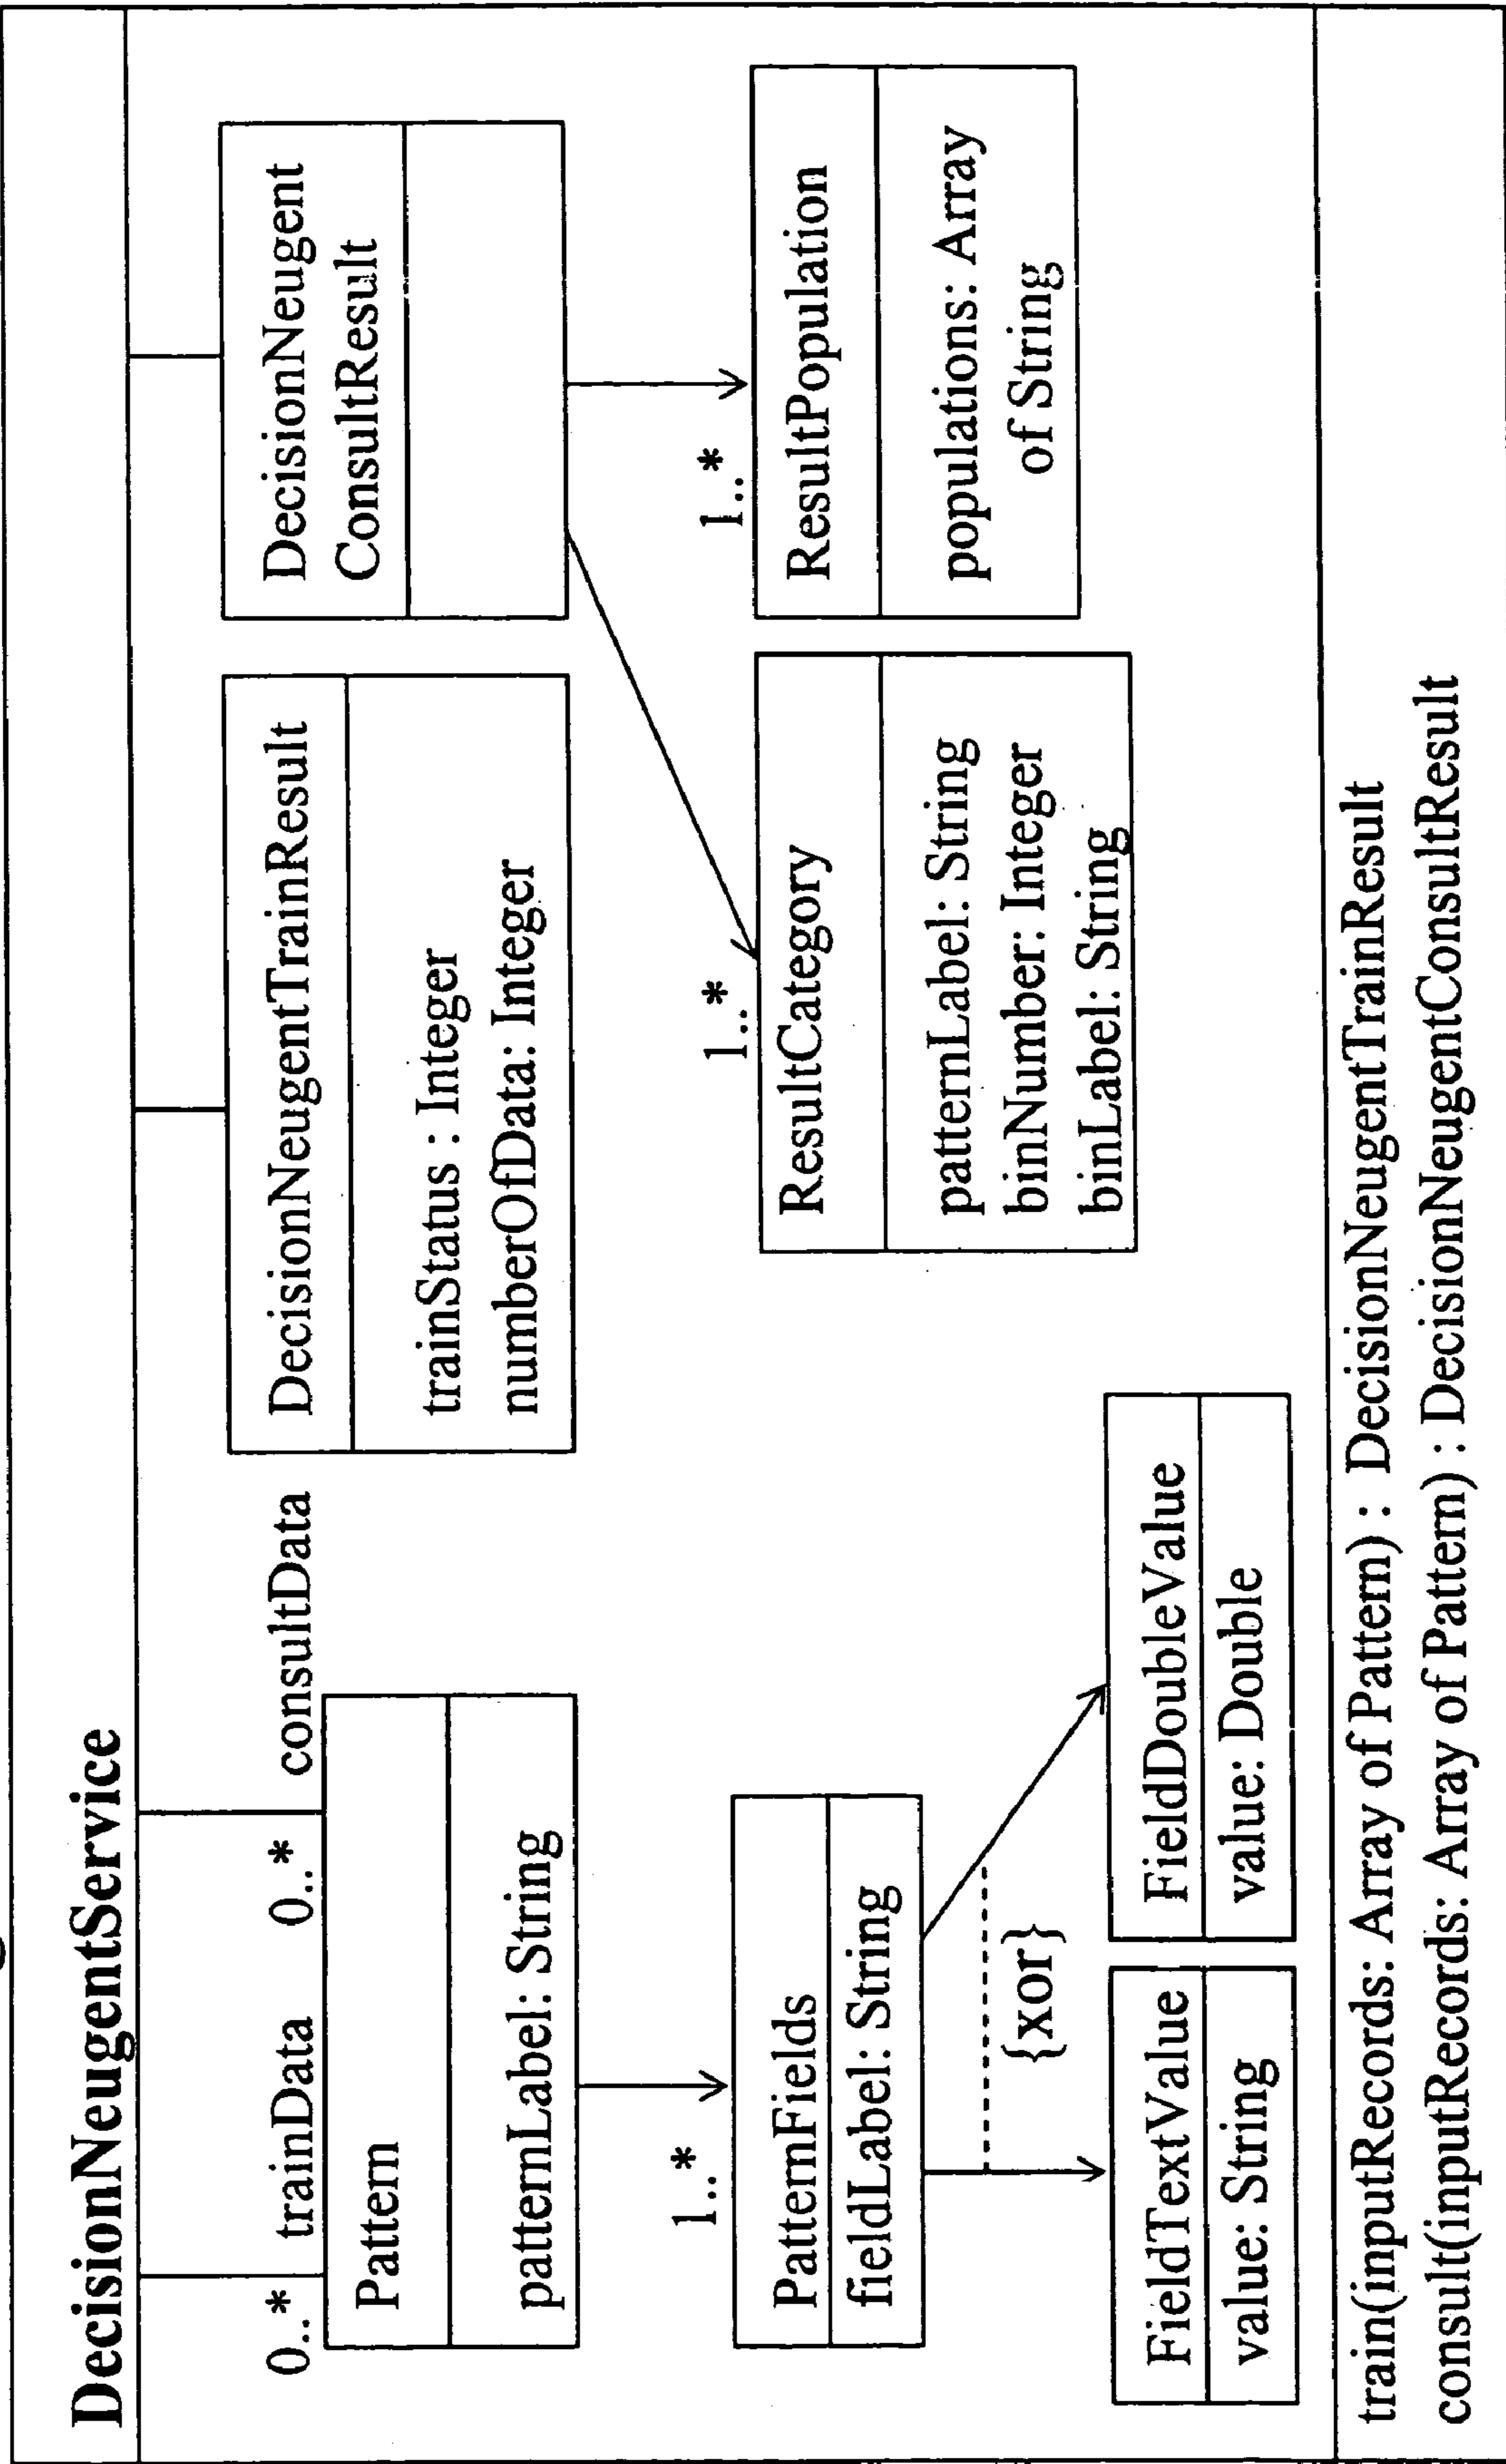 DecisionNeugentService
0..* trainData
0..* consultData
Pattern
patternLabel: String
1..*
PatternFields
fieldLabel: String
{xor}
FieldTextValue
value: String
FieldDoubleValue
value: Double
DecisionNeugentTrainResult
trainStatus : Integer
numberOfData: Integer
DecisionNeugent
ConsultResult
1..*
ResultCategory
patternLabel: String
binNumber: Integer
binLabel: String
1..*
ResultPopulation
populations: Array
of String
train(inputRecords: Array of Pattern) : DecisionNeugentTrainResult
consult(inputRecords: Array of Pattern) : DecisionNeugentConsultResult